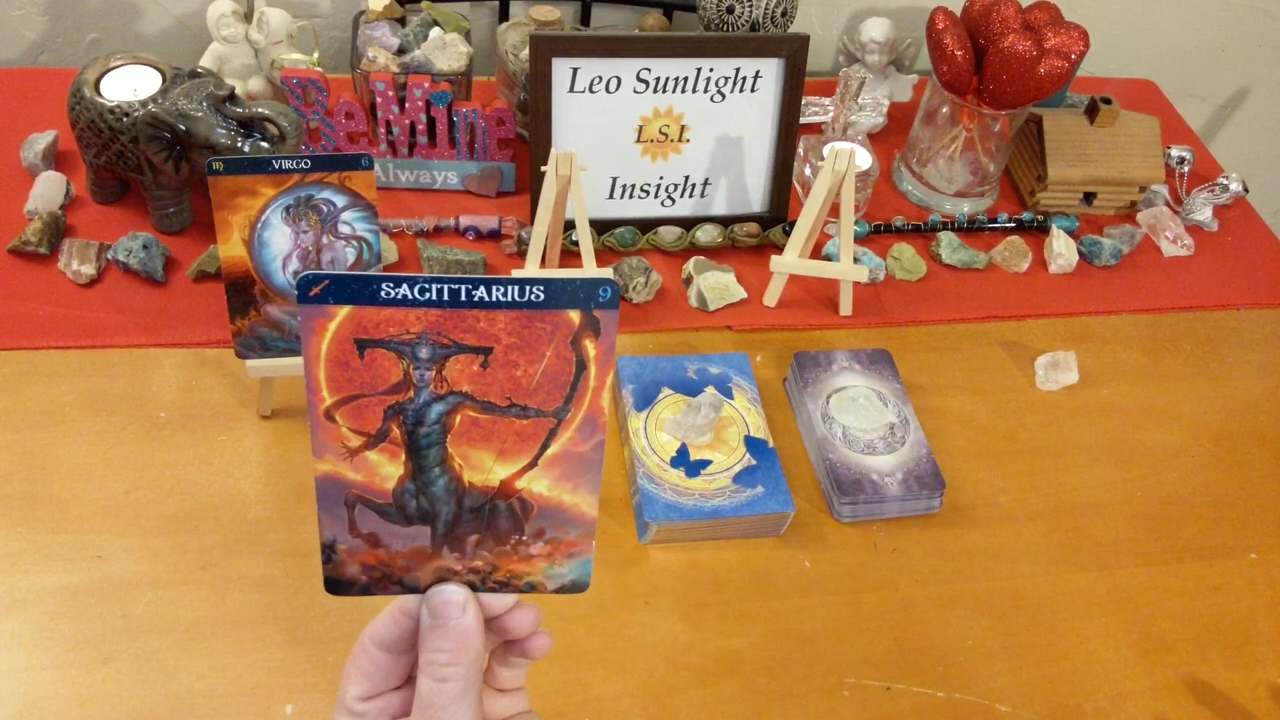 Leo Sunlight
L.S.I.
Insight
Be Mine
Always
♍ VIRGO 6
♐ SAGITTARIUS 9